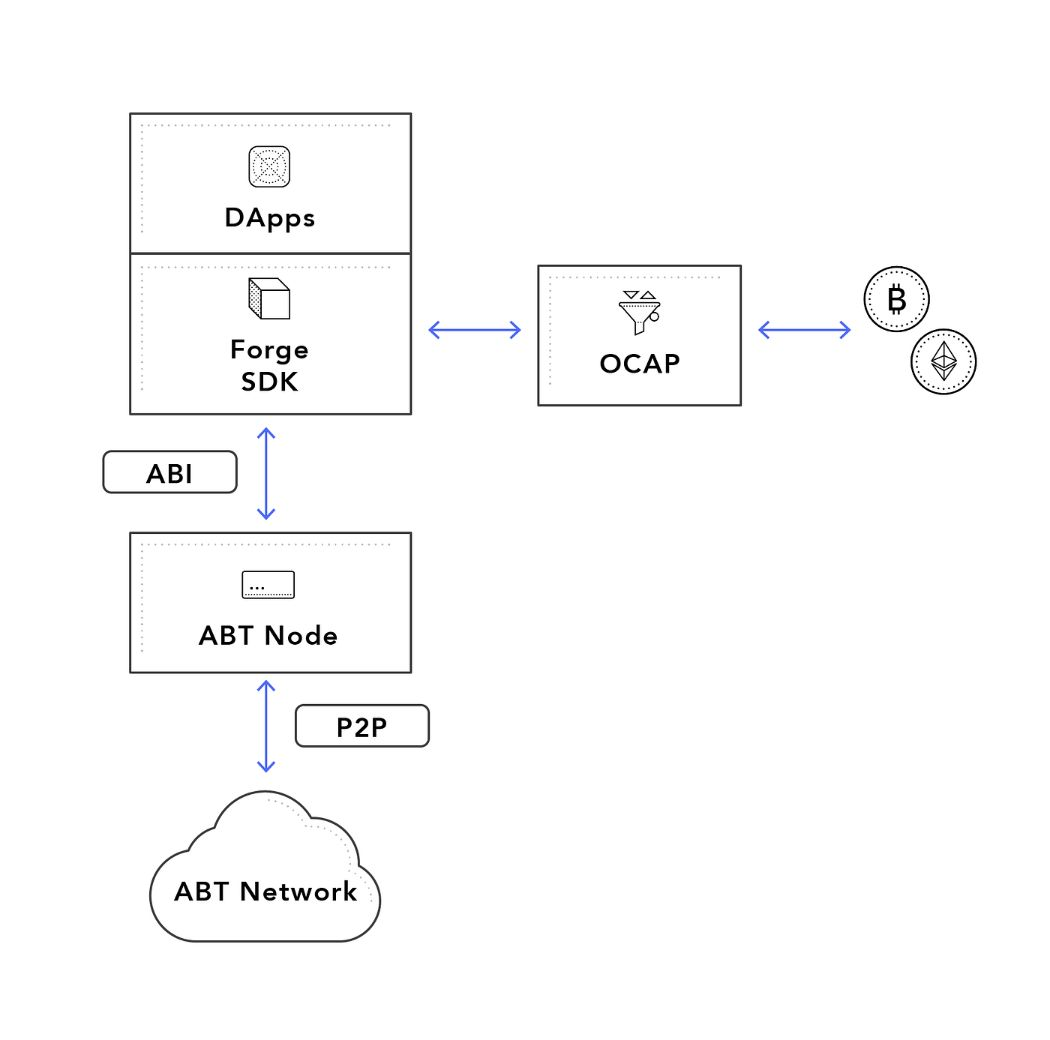 DApps
Forge
SDK
OCAP
ABI
ABT Node
P2P
ABT Network